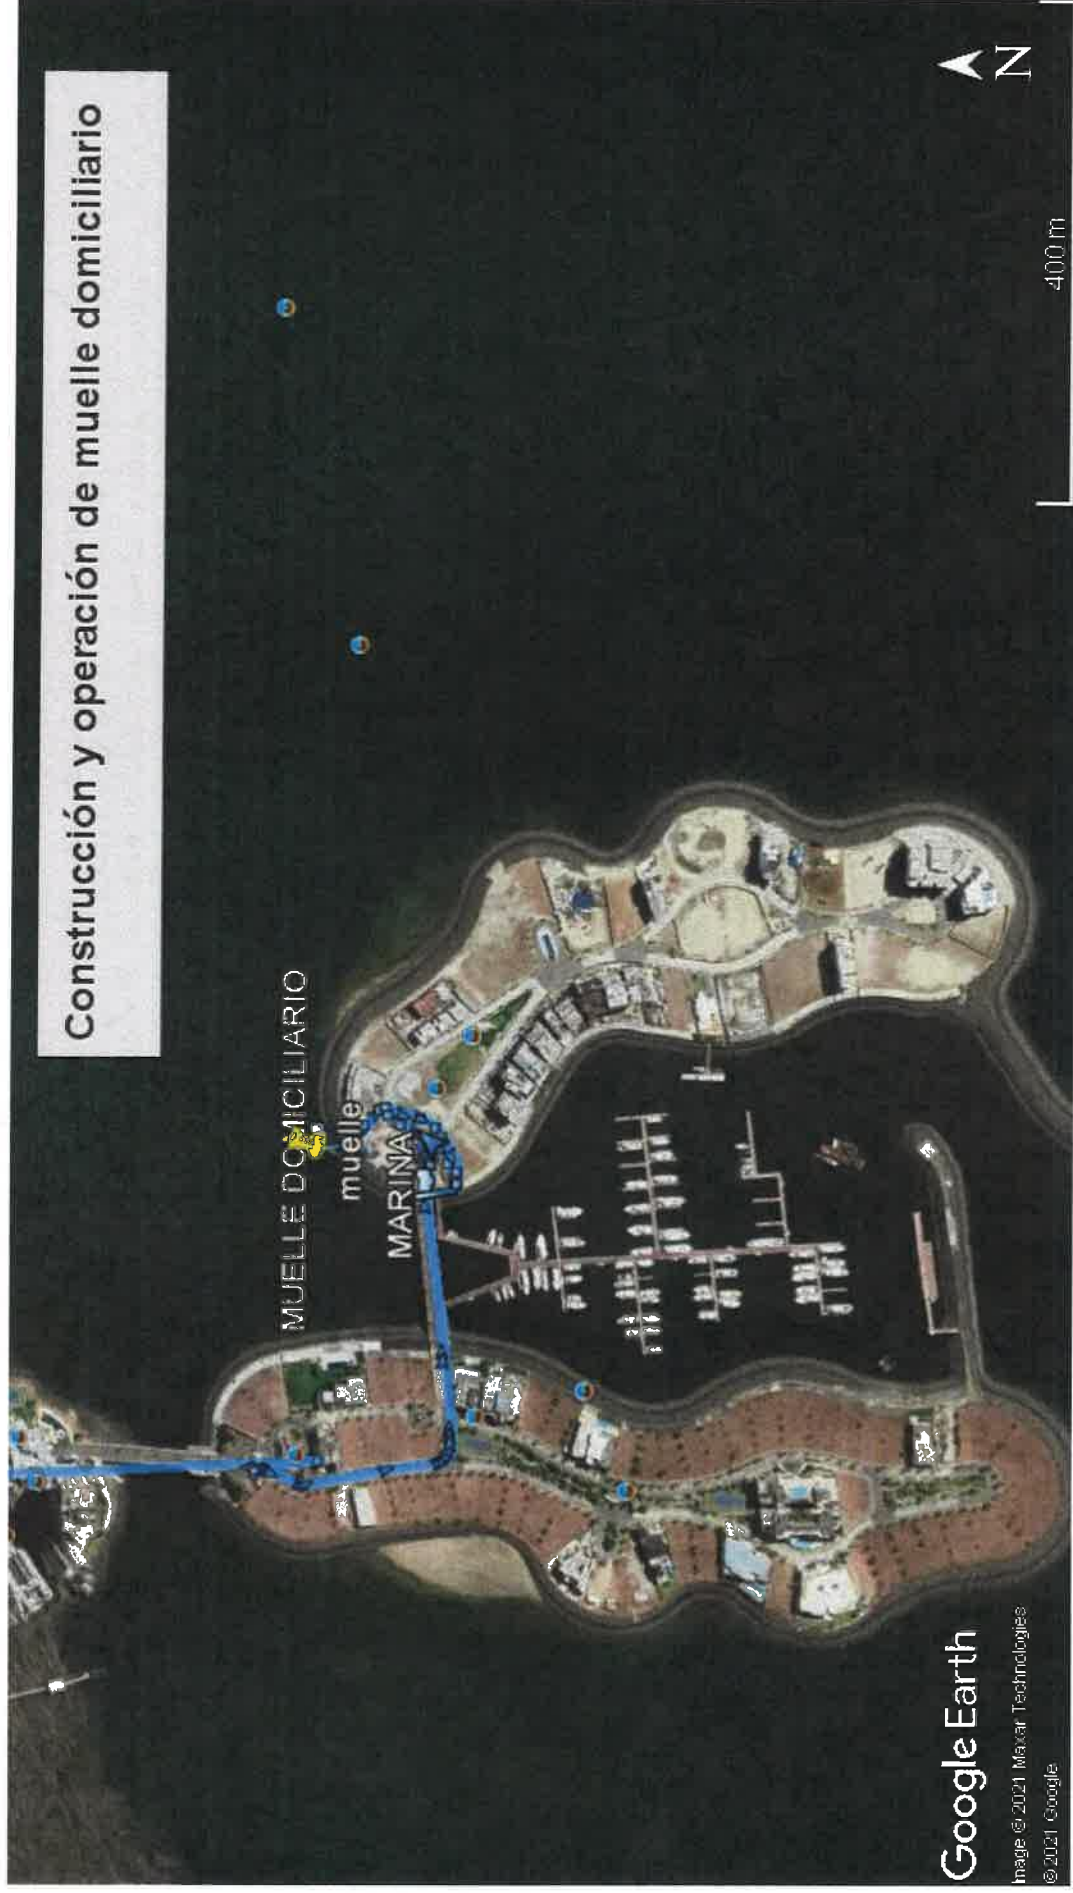 Construcción y operación de muelle domiciliario
MUELLE DOMICILIARIO
muelle
MARINA
Google Earth
Image © 2021 Maxar Technologies
© 2021 Google
400 m
N